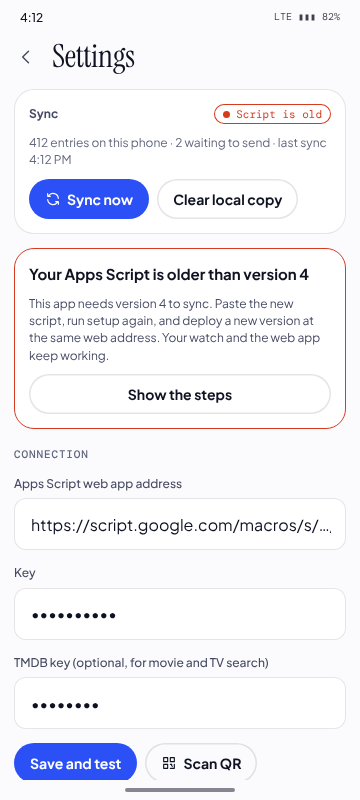 4:12
LTE 82%
Settings
Sync
Script is old
412 entries on this phone · 2 waiting to send · last sync
4:12 PM
Sync now
Clear local copy
Your Apps Script is older than version 4
This app needs version 4 to sync. Paste the new
script, run setup again, and deploy a new version at
the same web address. Your watch and the web app
keep working.
Show the steps
CONNECTION
Apps Script web app address
https://script.google.com/macros/s/…/
Key
••••••••••
TMDB key (optional, for movie and TV search)
••••••••
Save and test
Scan QR